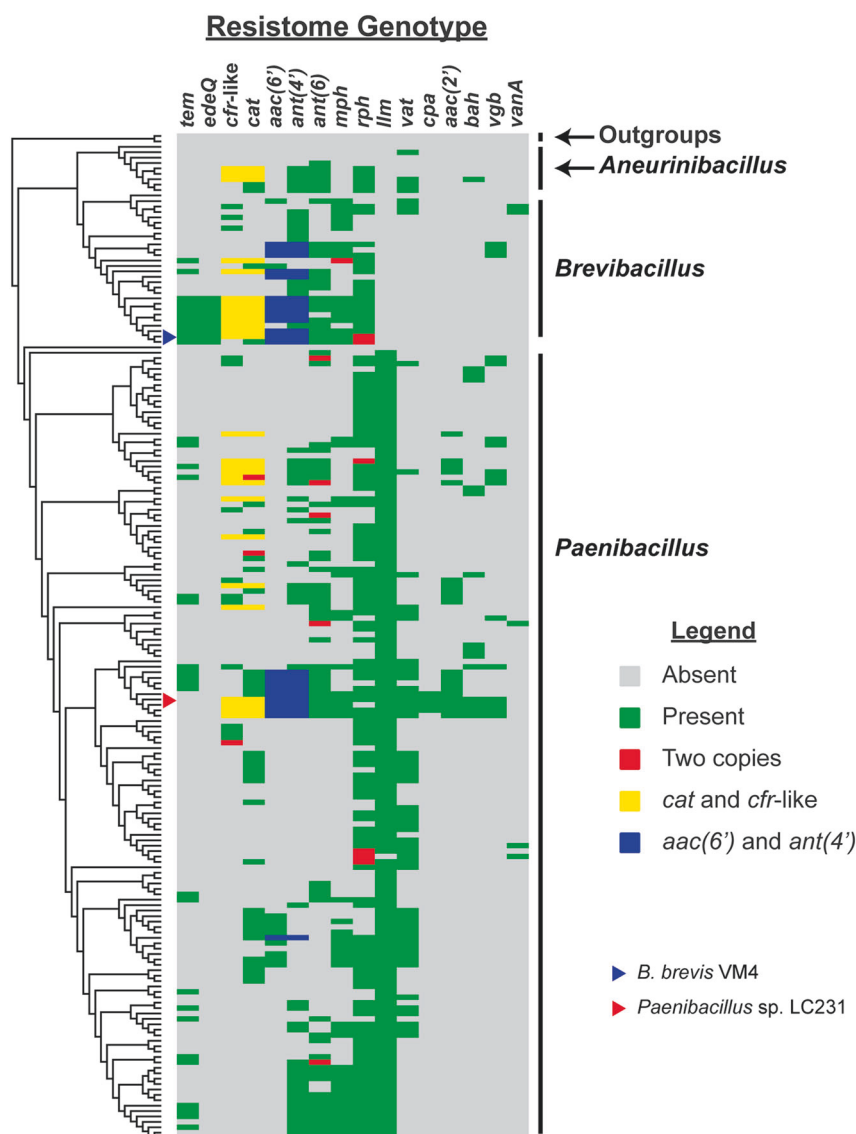 Resistome Genotype
tem
edeQ
cfr-like
cat
aac(6')
ant(4')
ant(6)
mph
rph
llm
vat
cpa
aac(2')
bah
vgb
vanA
Outgroups
Aneurinibacillus
Brevibacillus
Paenibacillus
Legend
Absent
Present
Two copies
cat and cfr-like
aac(6') and ant(4')
B. brevis VM4
Paenibacillus sp. LC231